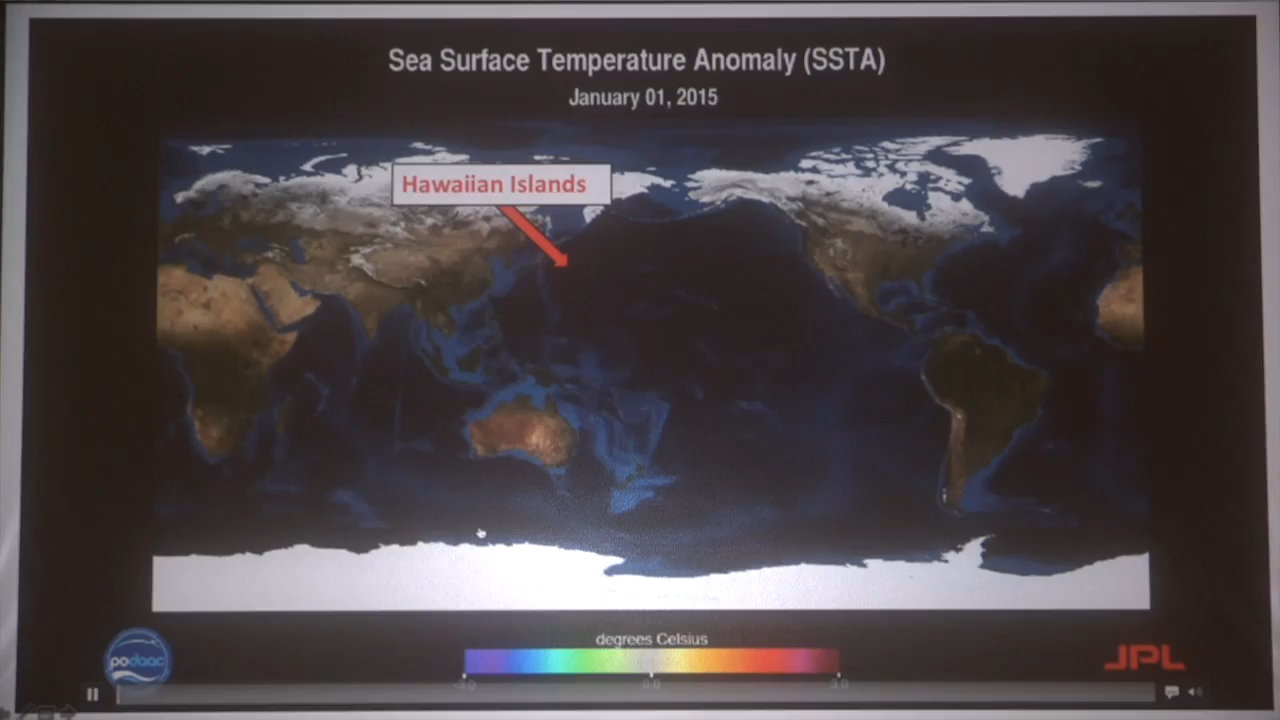 Sea Surface Temperature Anomaly (SSTA)
January 01, 2015
Hawaiian Islands
degrees Celsius
podaac
JPL